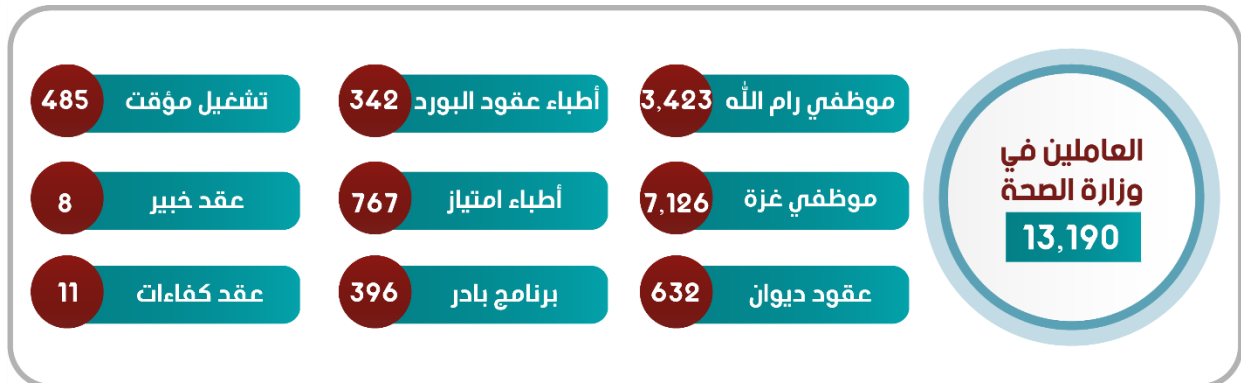 العاملين في
وزارة الصحة
13,190
موظفي رام الله 3,423
أطباء عقود البورد 342
تشغيل مؤقت 485
موظفي غزة 7,126
أطباء امتياز 767
عقد خبير 8
عقود ديوان 632
برنامج بادر 396
عقد كفاءات 11